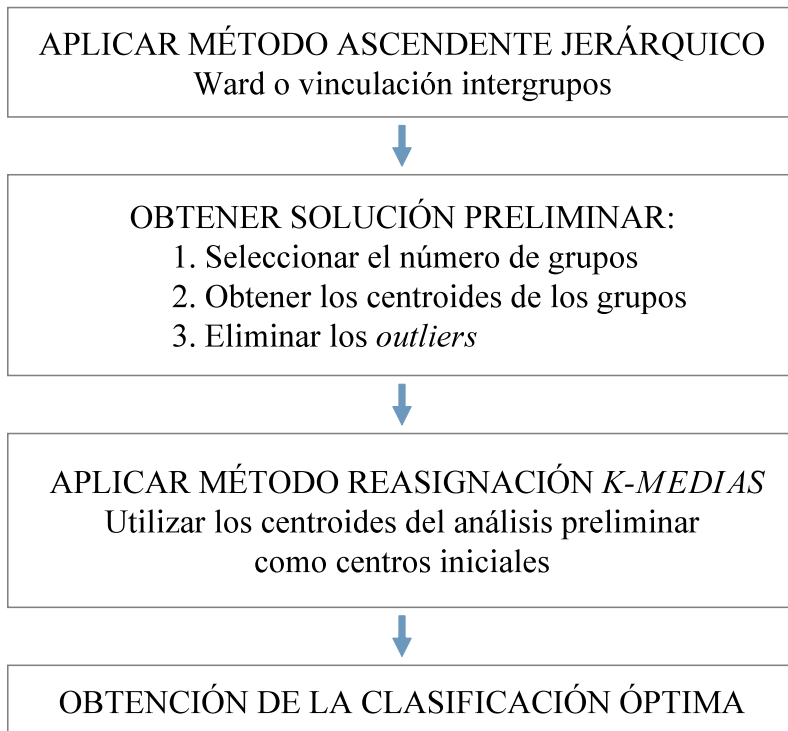 APLICAR MÉTODO ASCENDENTE JERÁRQUICO
Ward o vinculación intergrupos
OBTENER SOLUCIÓN PRELIMINAR:
1. Seleccionar el número de grupos
2. Obtener los centroides de los grupos
3. Eliminar los outliers
APLICAR MÉTODO REASIGNACIÓN K-MEDIAS
Utilizar los centroides del análisis preliminar
como centros iniciales
OBTENCIÓN DE LA CLASIFICACIÓN ÓPTIMA